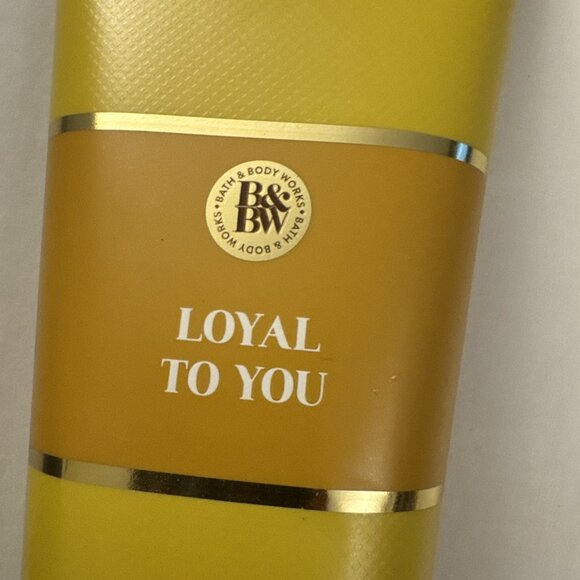 •BATH & BODY WORKS•
BATH & BODY WORKS
B&
BW
LOYAL
TO YOU